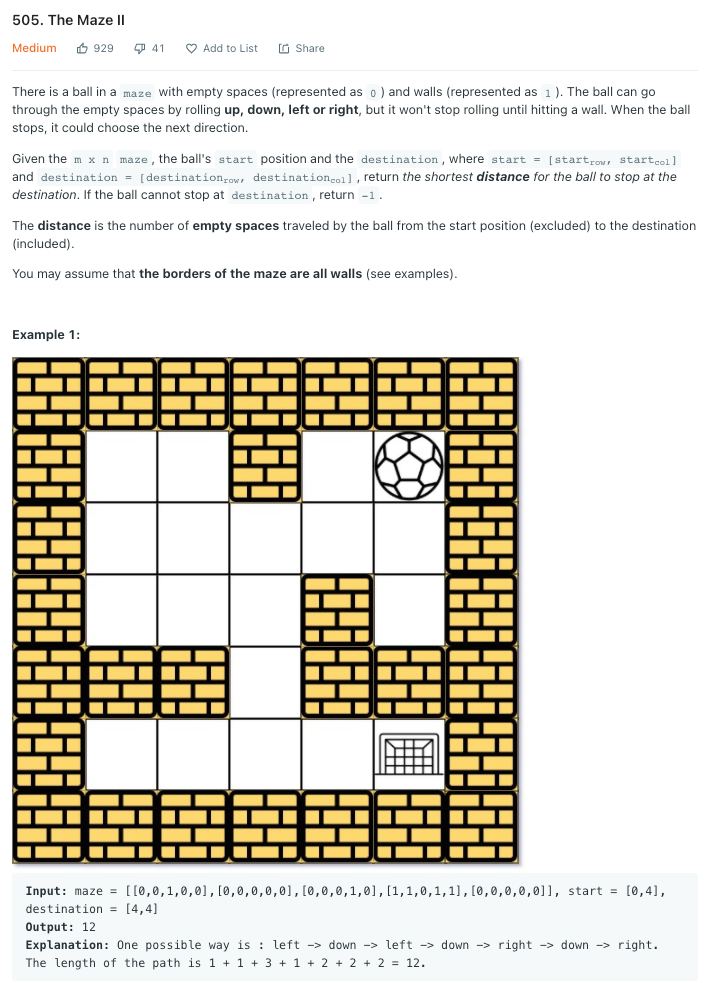 505. The Maze II
Medium 929 41 Add to List Share
There is a ball in a maze with empty spaces (represented as 0 ) and walls (represented as 1 ). The ball can go
through the empty spaces by rolling up, down, left or right, but it won't stop rolling until hitting a wall. When the ball
stops, it could choose the next direction.
Given the m x n maze , the ball's start position and the destination , where start = [startrow, startcol]
and destination = [destinationrow, destinationcol] , return the shortest distance for the ball to stop at the
destination. If the ball cannot stop at destination , return -1 .
The distance is the number of empty spaces traveled by the ball from the start position (excluded) to the destination
(included).
You may assume that the borders of the maze are all walls (see examples).
Example 1:
Input: maze = [[0,0,1,0,0],[0,0,0,0,0],[0,0,0,1,0],[1,1,0,1,1],[0,0,0,0,0]], start = [0,4],
destination = [4,4]
Output: 12
Explanation: One possible way is : left -> down -> left -> down -> right -> down -> right.
The length of the path is 1 + 1 + 3 + 1 + 2 + 2 + 2 = 12.